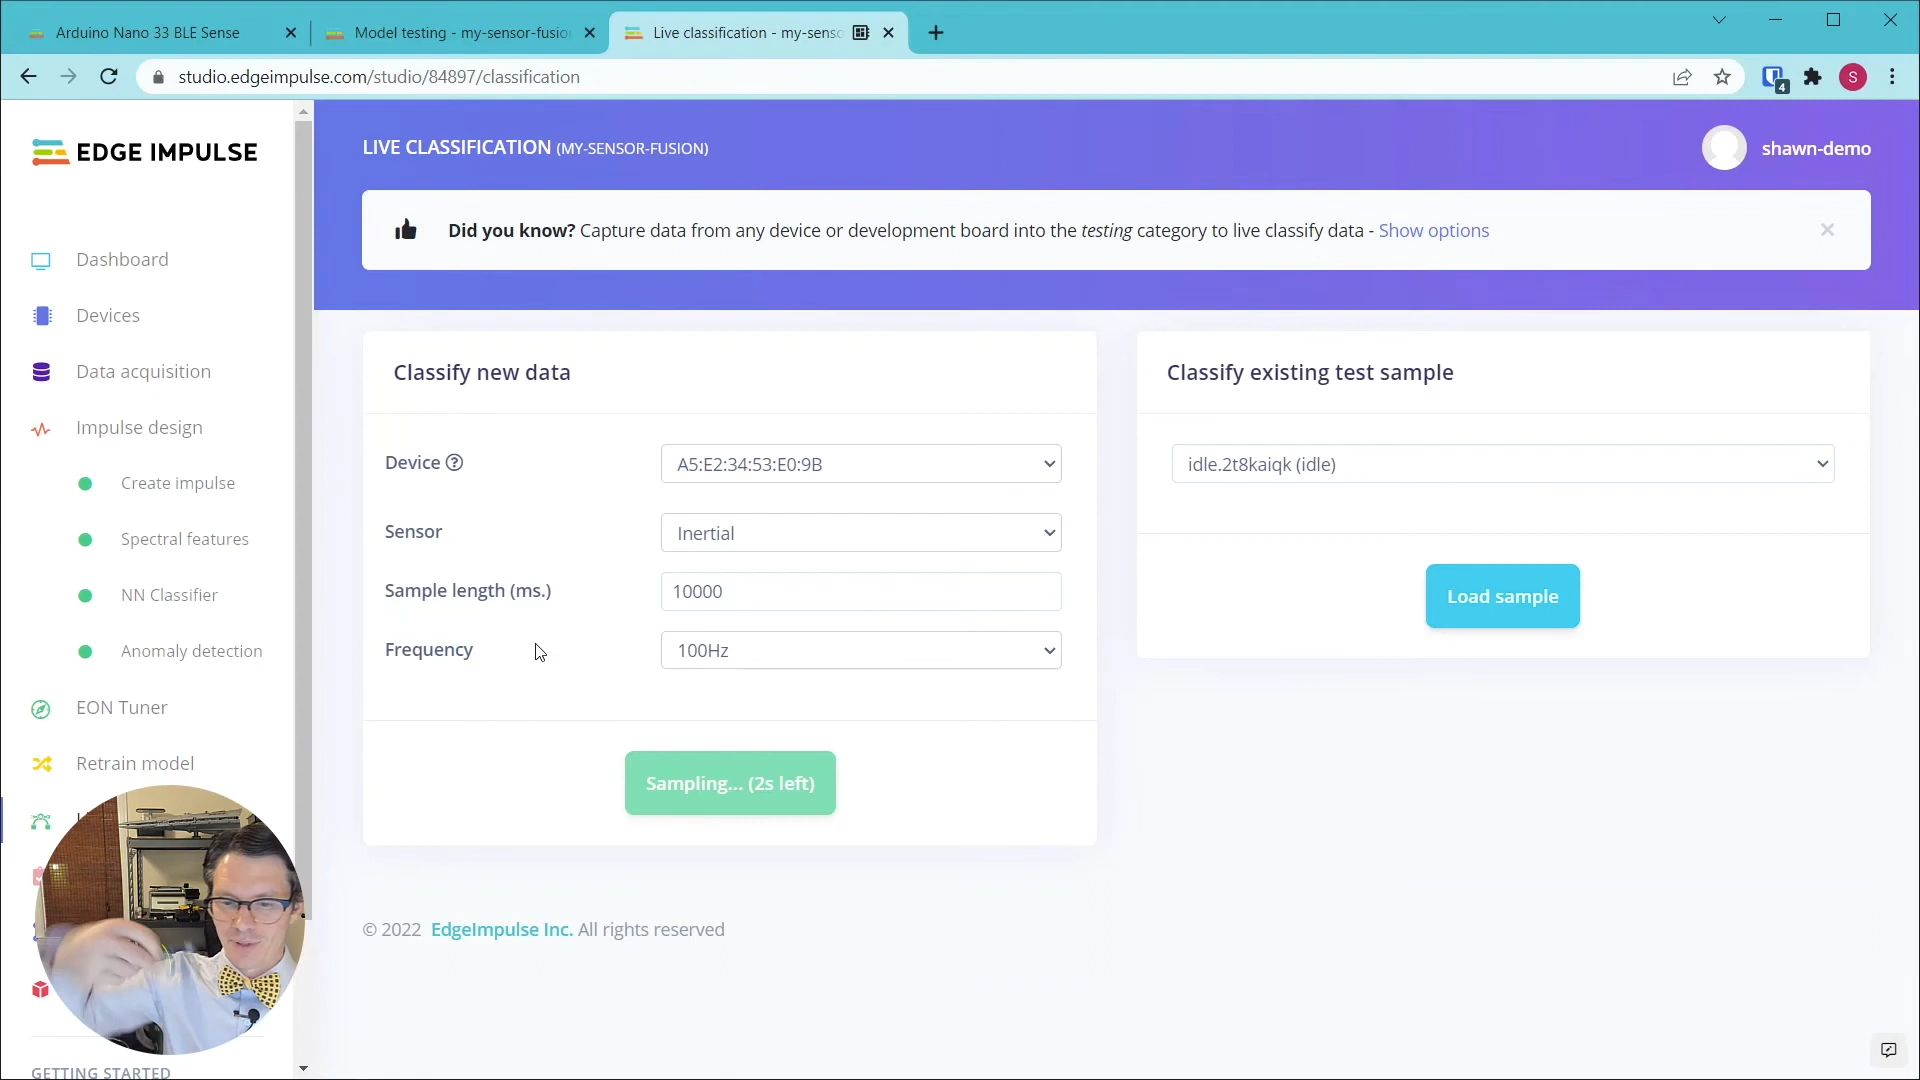 Arduino Nano 33 BLE Sense
Model testing - my-sensor-fusio
Live classification - my-senso
studio.edgeimpulse.com/studio/84897/classification
4
S
EDGE IMPULSE
LIVE CLASSIFICATION (MY-SENSOR-FUSION)
shawn-demo
Did you know? Capture data from any device or development board into the testing category to live classify data - Show options
Dashboard
Devices
Data acquisition
Impulse design
Create impulse
Spectral features
NN Classifier
Anomaly detection
EON Tuner
Retrain model
GETTING STARTED
Classify new data
Device
A5:E2:34:53:E0:9B
Sensor
Inertial
Sample length (ms.)
10000
Frequency
100Hz
Sampling... (2s left)
Classify existing test sample
idle.2t8kaiqk (idle)
Load sample
© 2022 EdgeImpulse Inc. All rights reserved